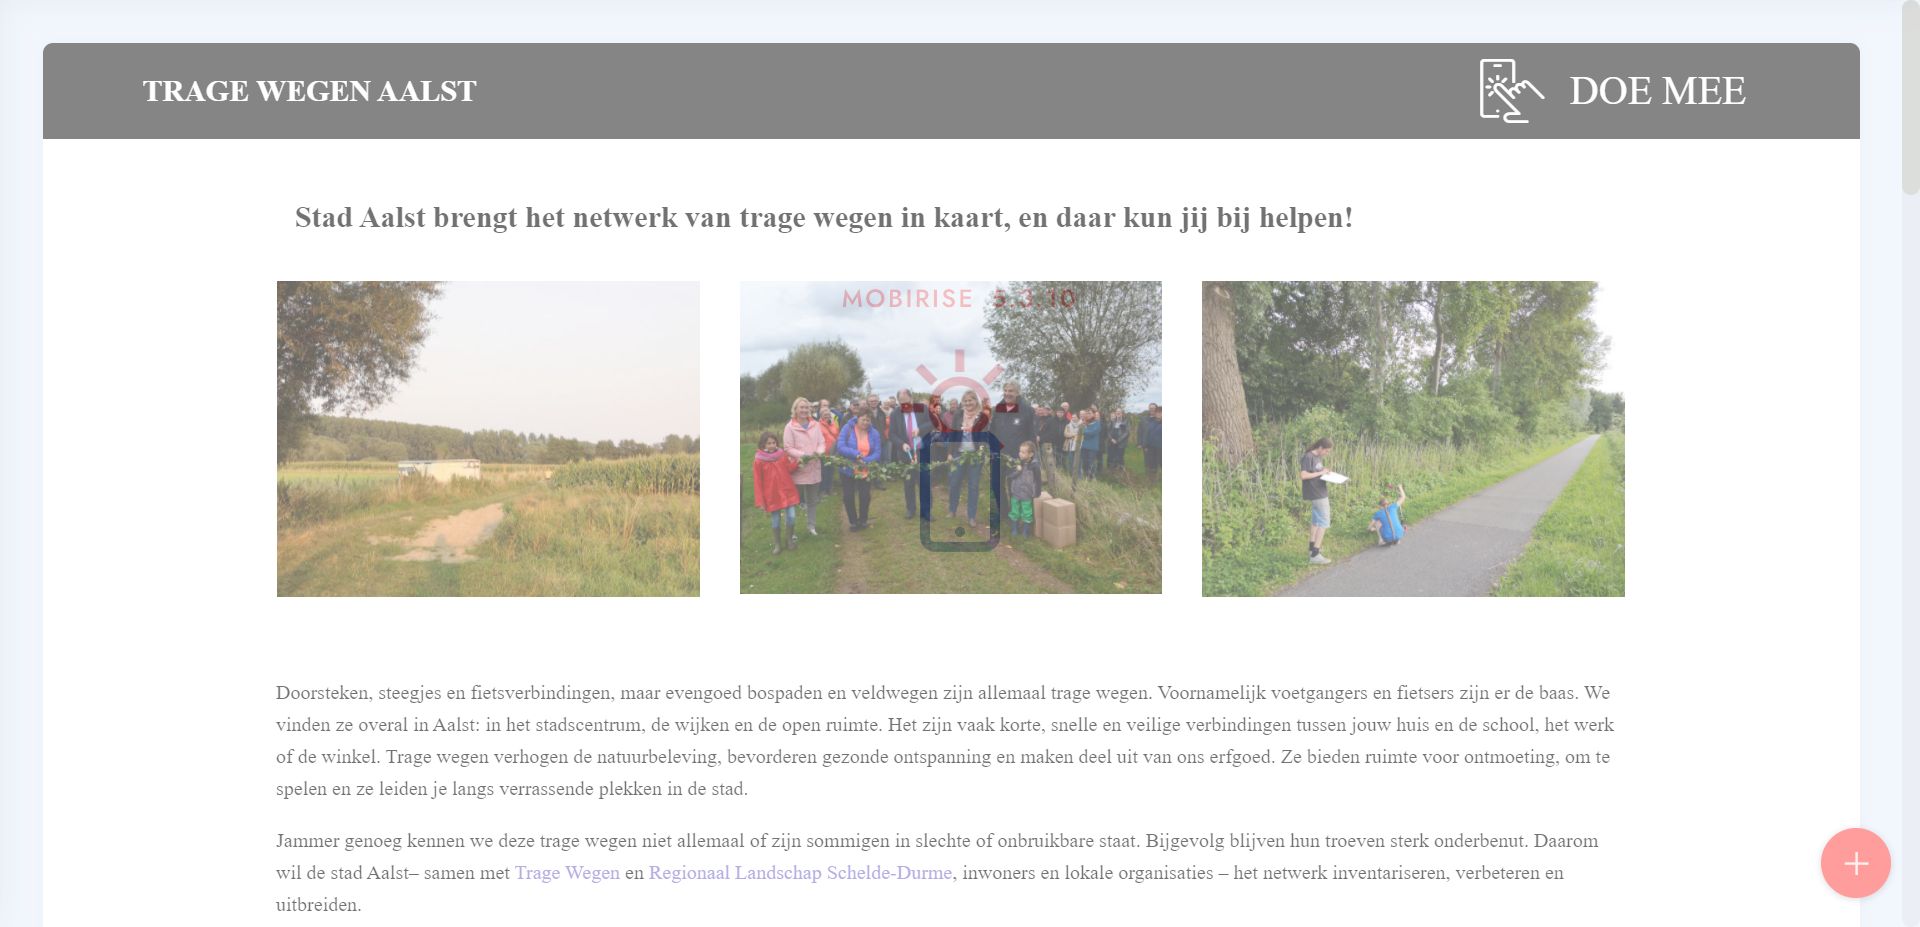 TRAGE WEGEN AALST
DOE MEE
Stad Aalst brengt het netwerk van trage wegen in kaart, en daar kun jij bij helpen!
MOBIRISE 5.3.10
Doorsteken, steegjes en fietsverbindingen, maar evengoed bospaden en veldwegen zijn allemaal trage wegen. Voornamelijk voetgangers en fietsers zijn er de baas. We
vinden ze overal in Aalst: in het stadscentrum, de wijken en de open ruimte. Het zijn vaak korte, snelle en veilige verbindingen tussen jouw huis en de school, het werk
of de winkel. Trage wegen verhogen de natuurbeleving, bevorderen gezonde ontspanning en maken deel uit van ons erfgoed. Ze bieden ruimte voor ontmoeting, om te
spelen en ze leiden je langs verrassende plekken in de stad.
Jammer genoeg kennen we deze trage wegen niet allemaal of zijn sommigen in slechte of onbruikbare staat. Bijgevolg blijven hun troeven sterk onderbenut. Daarom
wil de stad Aalst– samen met Trage Wegen en Regionaal Landschap Schelde-Durme, inwoners en lokale organisaties – het netwerk inventariseren, verbeteren en
uitbreiden.